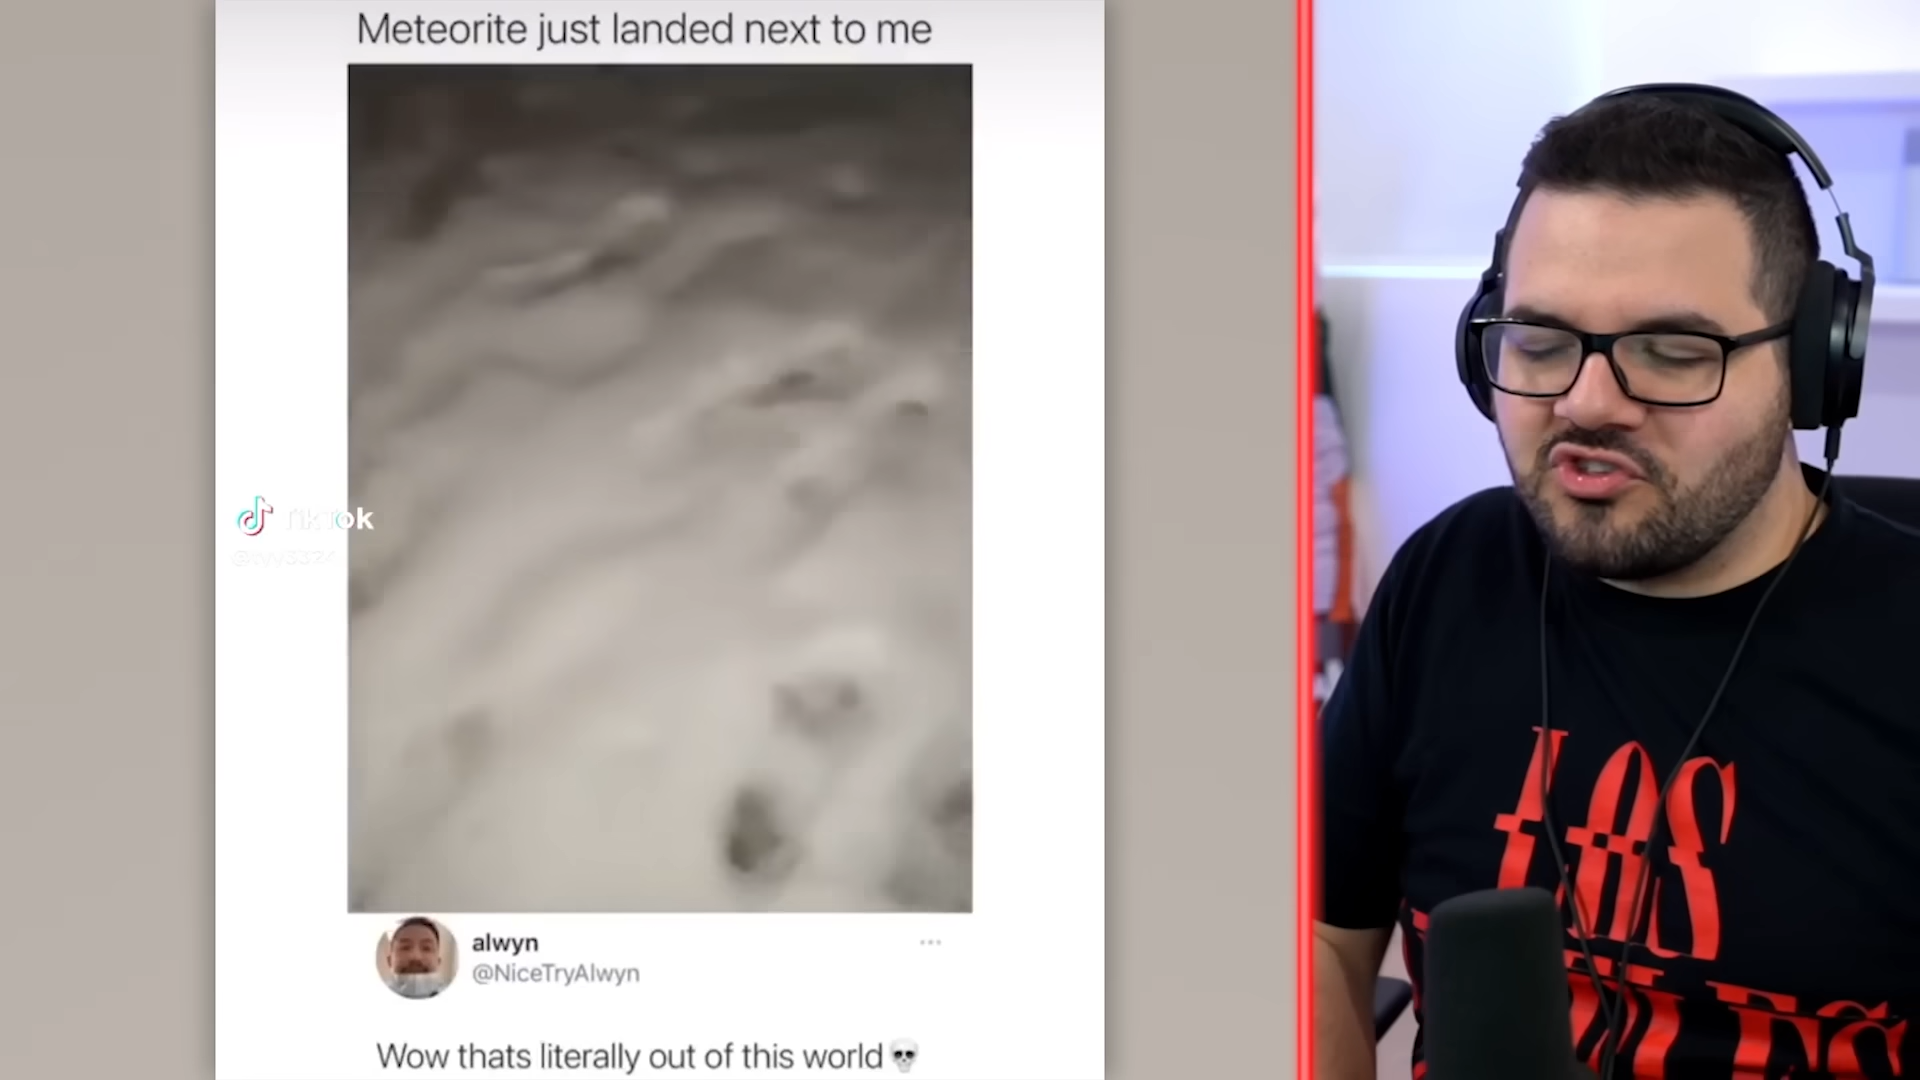 Meteorite just landed next to me
TikTok
alwyn
@NiceTryAlwyn
Wow thats literally out of this world💀
LOS